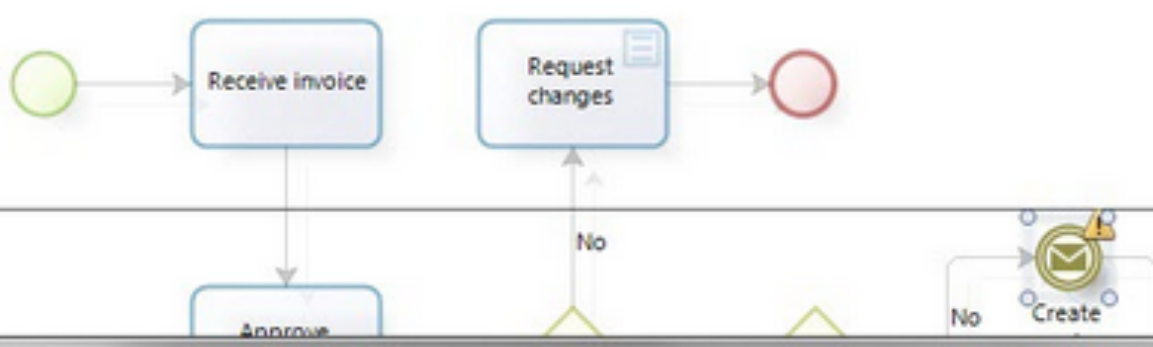 Receive invoice
Request
changes
No
Approve
No
Create